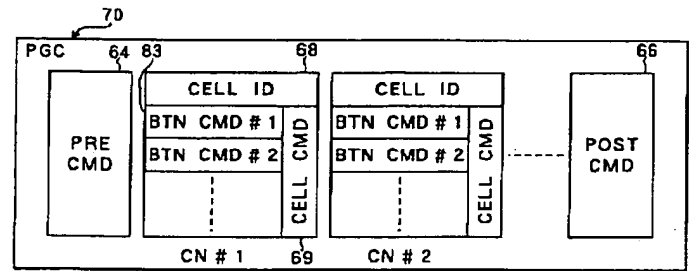 70
PGC
64
83
68
66
PRE
CMD
CELL ID
BTN CMD # 1
BTN CMD # 2
CELL CMD
CELL ID
BTN CMD # 1
BTN CMD # 2
CELL CMD
POST
CMD
CN # 1
69
CN # 2